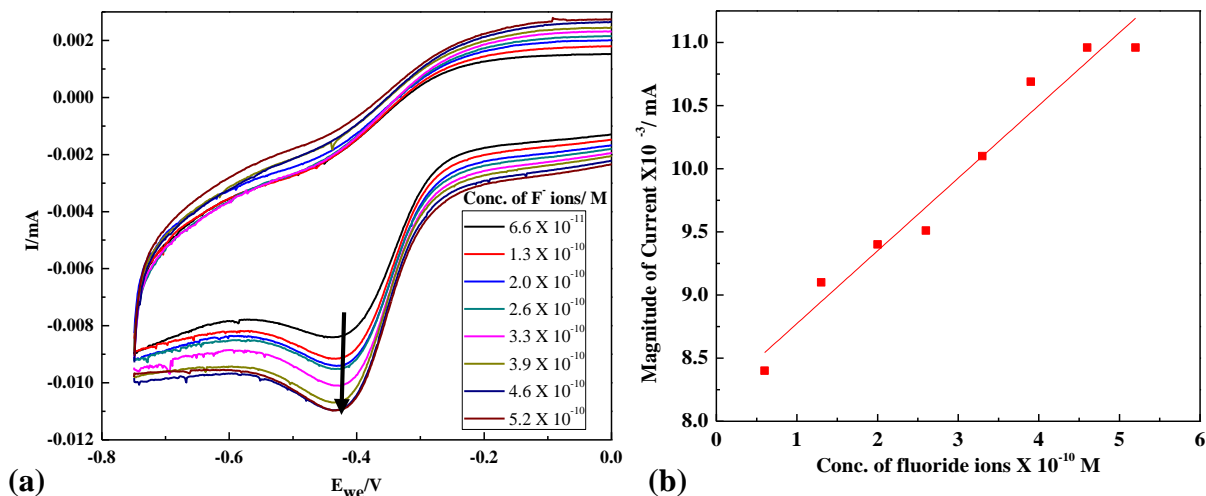 0.002
0.000
-0.002
-0.004
-0.006
-0.008
-0.010
-0.012
I/mA
-0.8
-0.6
-0.4
-0.2
0.0
E_we/V
(a)
Conc. of F⁻ ions/ M
6.6 X 10⁻¹¹
1.3 X 10⁻¹⁰
2.0 X 10⁻¹⁰
2.6 X 10⁻¹⁰
3.3 X 10⁻¹⁰
3.9 X 10⁻¹⁰
4.6 X 10⁻¹⁰
5.2 X 10⁻¹⁰
11.0
10.5
10.0
9.5
9.0
8.5
8.0
Magnitude of Current X10 ⁻³/ mA
0
1
2
3
4
5
6
Conc. of fluoride ions X 10⁻¹⁰ M
(b)